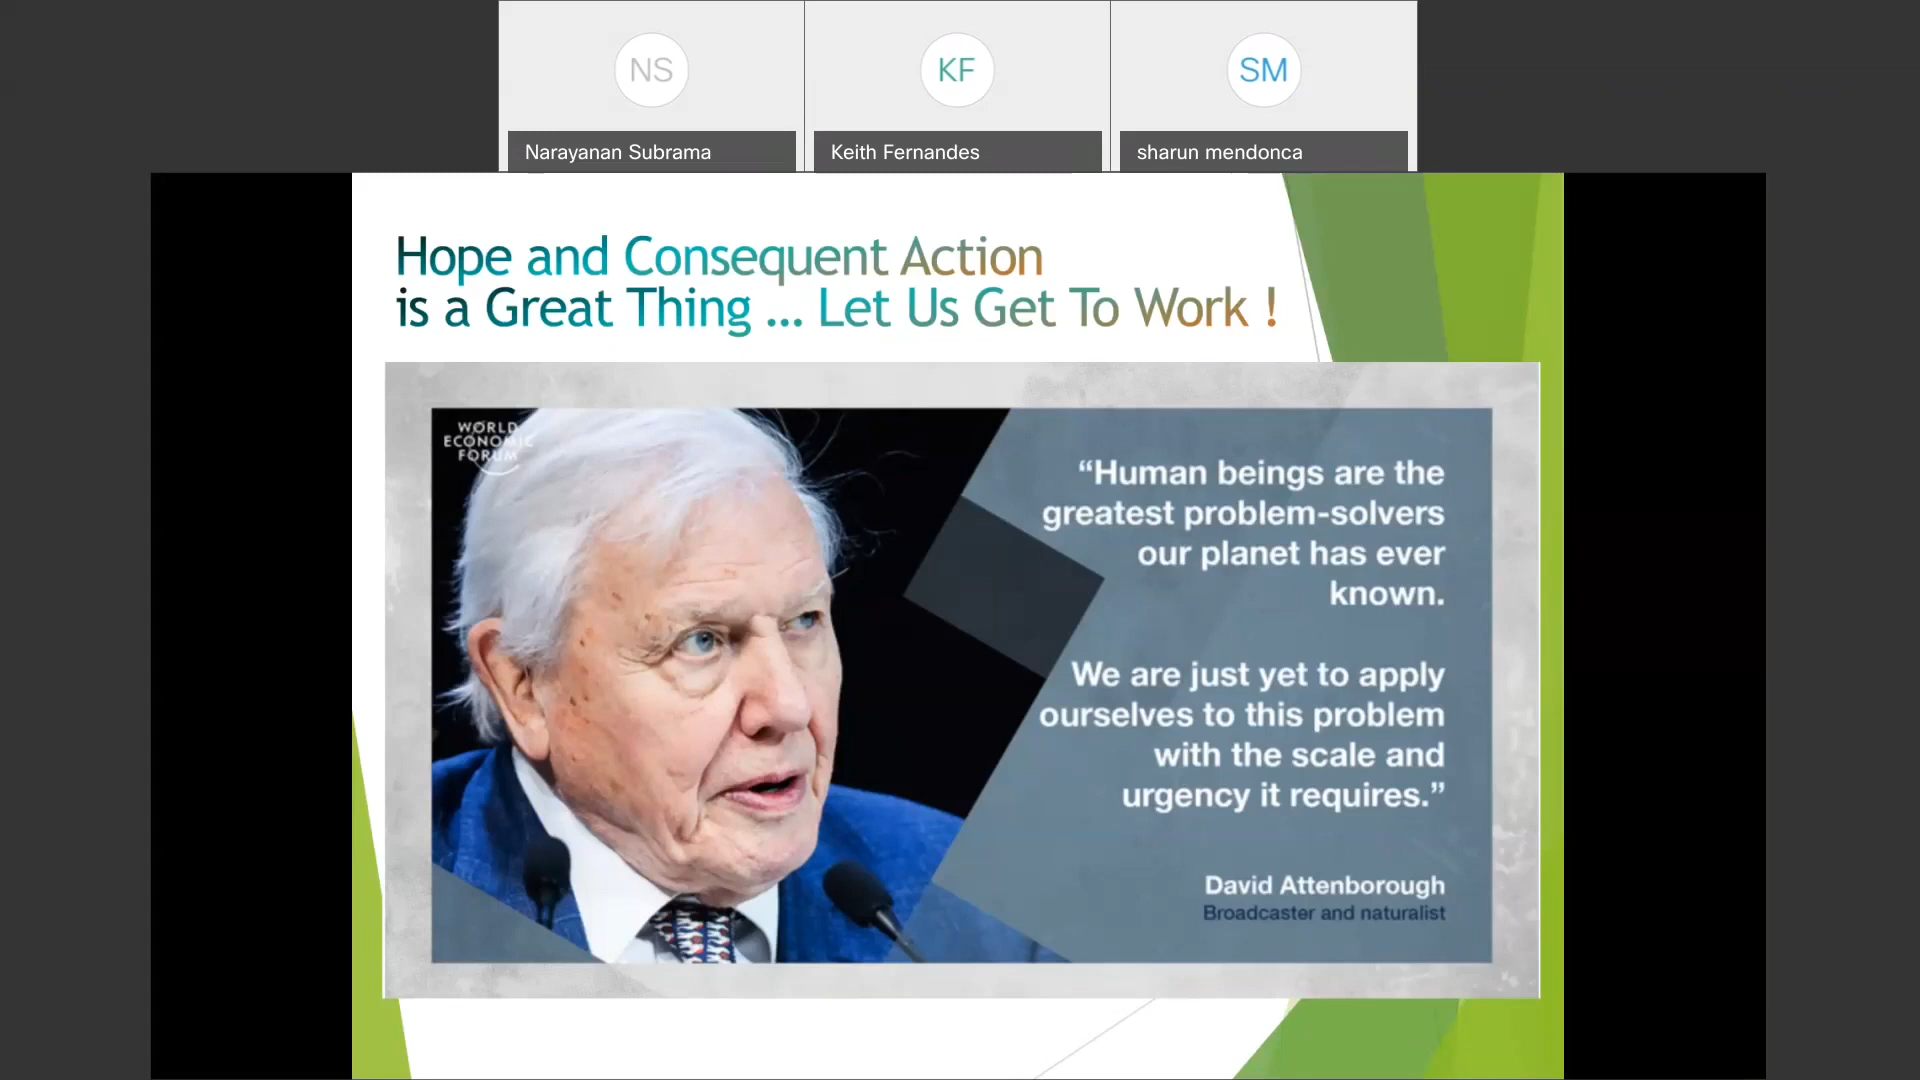 NS
KF
SM
Narayanan Subrama
Keith Fernandes
sharun mendonca
Hope and Consequent Action
is a Great Thing ... Let Us Get To Work !
WORLD
ECONOMIC
FORUM
“Human beings are the
greatest problem-solvers
our planet has ever
known.
We are just yet to apply
ourselves to this problem
with the scale and
urgency it requires.”
David Attenborough
Broadcaster and naturalist